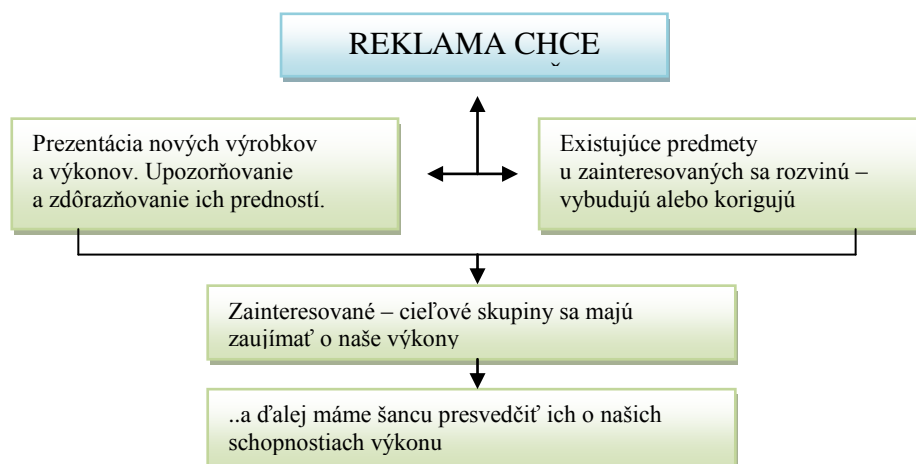 REKLAMA CHCE
Prezentácia nových výrobkov
a výkonov. Upozorňovanie
a zdôrazňovanie ich predností.
Existujúce predmety
u zainteresovaných sa rozvinú –
vybudujú alebo korigujú
Zainteresované – cieľové skupiny sa majú
zaujímať o naše výkony
..a ďalej máme šancu presvedčiť ich o našich
schopnostiach výkonu